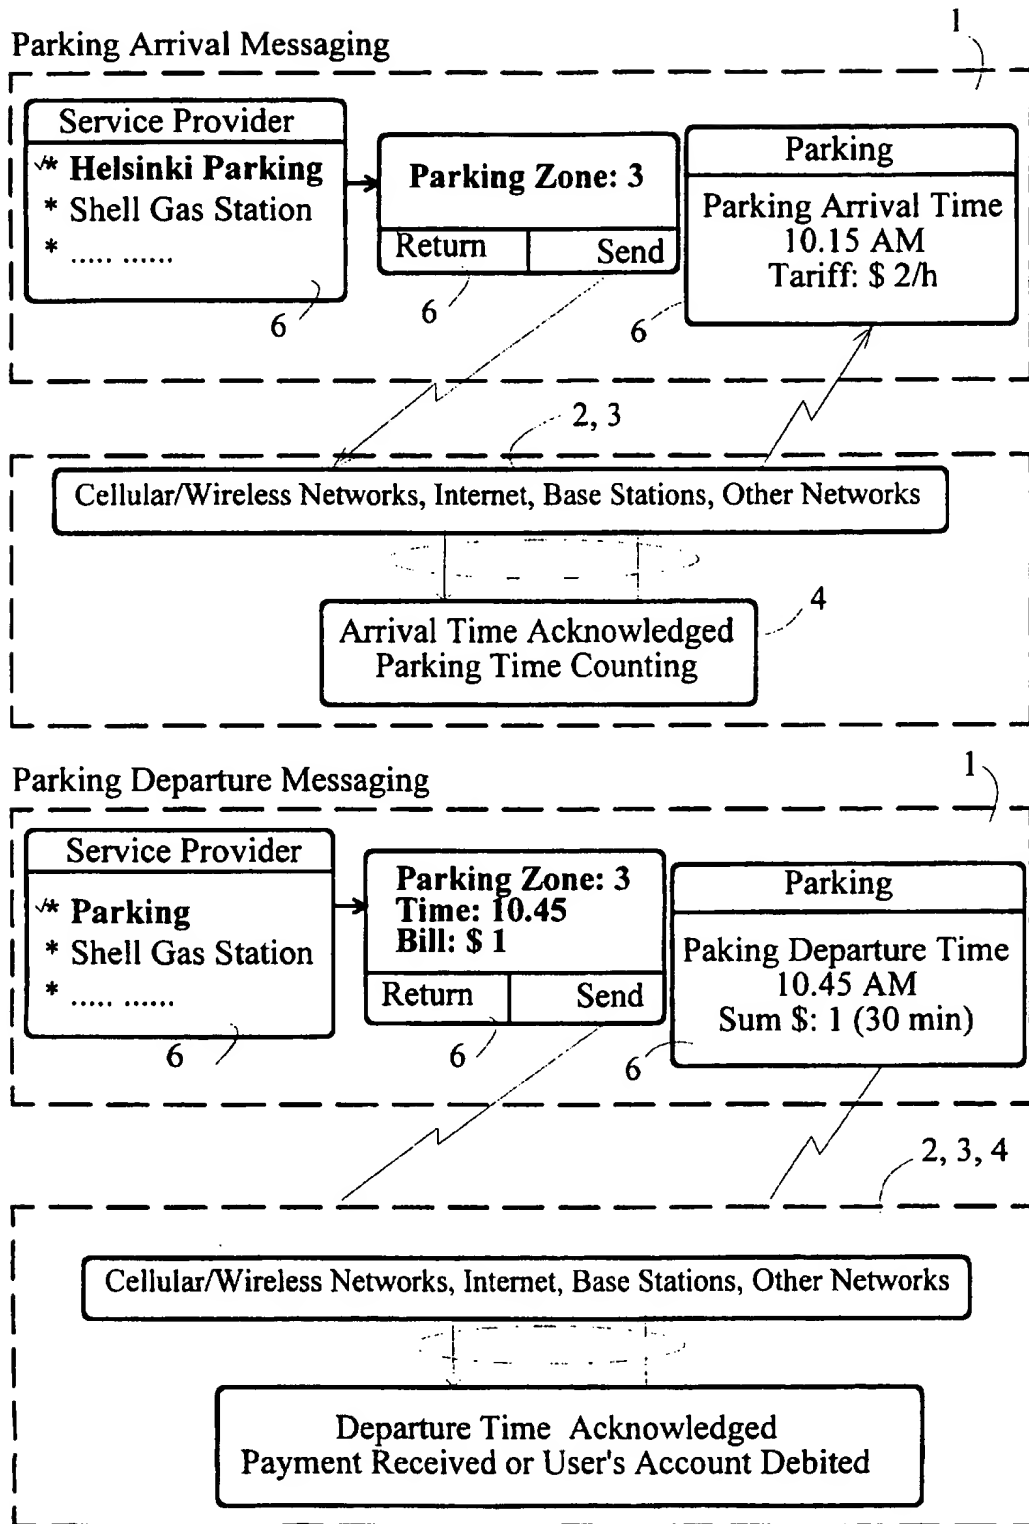 1
Parking Arrival Messaging
Service Provider
* Helsinki Parking
* Shell Gas Station
* ..... ......
6
Parking Zone: 3
Return
Send
6
Parking
Parking Arrival Time
10.15 AM
Tariff: $ 2/h
6
2, 3
Cellular/Wireless Networks, Internet, Base Stations, Other Networks
4
Arrival Time Acknowledged
Parking Time Counting
Parking Departure Messaging
1
Service Provider
* Parking
* Shell Gas Station
* ..... ......
6
Parking Zone: 3
Time: 10.45
Bill: $ 1
Return
Send
6
Parking
Paking Departure Time
10.45 AM
Sum $: 1 (30 min)
6
2, 3, 4
Cellular/Wireless Networks, Internet, Base Stations, Other Networks
Departure Time Acknowledged
Payment Received or User's Account Debited